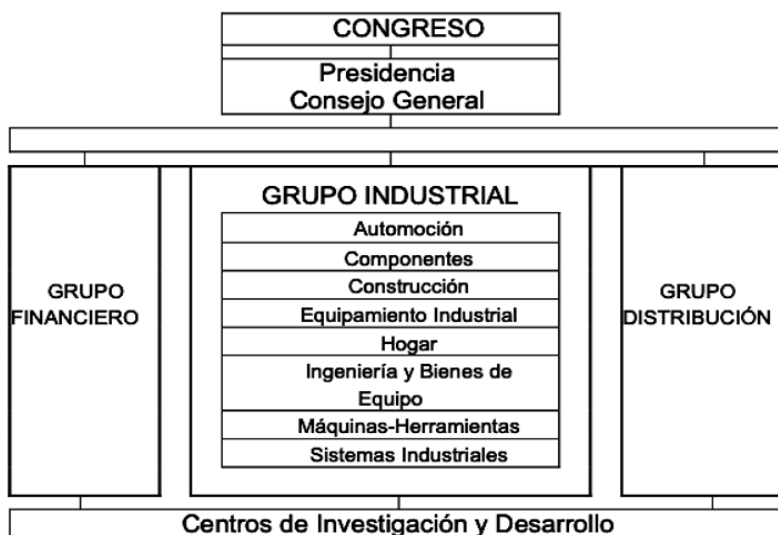 CONGRESO
Presidencia
Consejo General
GRUPO
FINANCIERO
GRUPO INDUSTRIAL
Automoción
Componentes
Construcción
Equipamiento Industrial
Hogar
Ingeniería y Bienes de
Equipo
Máquinas-Herramientas
Sistemas Industriales
GRUPO
DISTRIBUCIÓN
Centros de Investigación y Desarrollo